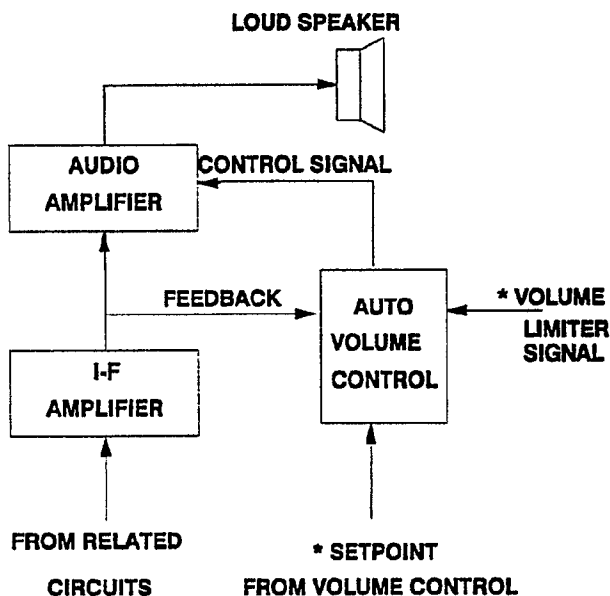 LOUD SPEAKER
AUDIO
AMPLIFIER
CONTROL SIGNAL
FEEDBACK
AUTO
VOLUME
CONTROL
* VOLUME
LIMITER
SIGNAL
I-F
AMPLIFIER
FROM RELATED
CIRCUITS
* SETPOINT
FROM VOLUME CONTROL